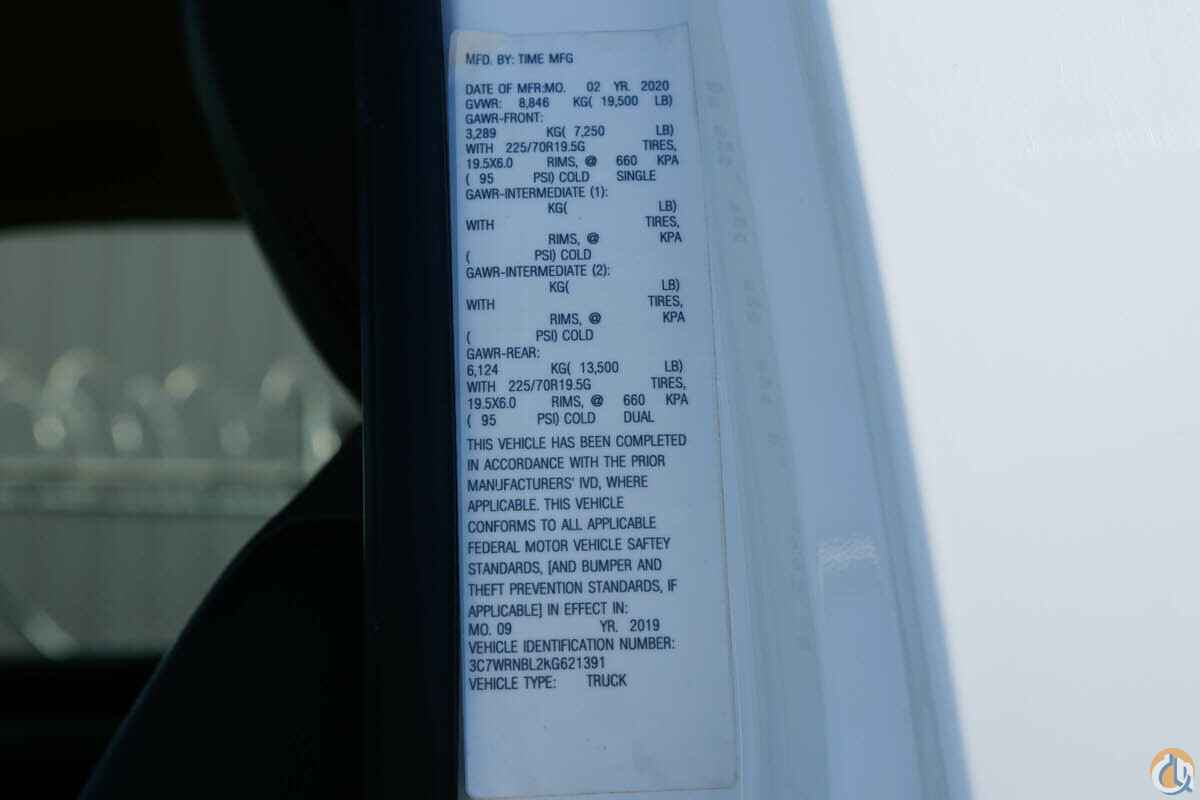 MFD. BY: TIME MFG
DATE OF MFR:MO. 02 YR. 2020
GVWR: 8,846 KG( 19,500 LB)
GAWR-FRONT:
3,289 KG( 7,250 LB)
WITH 225/70R19.5G TIRES,
19.5X6.0 RIMS, @ 660 KPA
( 95 PSI) COLD SINGLE
GAWR-INTERMEDIATE (1):
KG( LB)
WITH TIRES,
RIMS, @ KPA
( PSI) COLD
GAWR-INTERMEDIATE (2):
KG( LB)
WITH TIRES,
RIMS, @ KPA
( PSI) COLD
GAWR-REAR:
6,124 KG( 13,500 LB)
WITH 225/70R19.5G TIRES,
19.5X6.0 RIMS, @ 660 KPA
( 95 PSI) COLD DUAL
THIS VEHICLE HAS BEEN COMPLETED
IN ACCORDANCE WITH THE PRIOR
MANUFACTURERS' IVD, WHERE
APPLICABLE. THIS VEHICLE
CONFORMS TO ALL APPLICABLE
FEDERAL MOTOR VEHICLE SAFTEY
STANDARDS, [AND BUMPER AND
THEFT PREVENTION STANDARDS, IF
APPLICABLE] IN EFFECT IN:
MO. 09 YR. 2019
VEHICLE IDENTIFICATION NUMBER:
3C7WRNBL2KG621391
VEHICLE TYPE: TRUCK